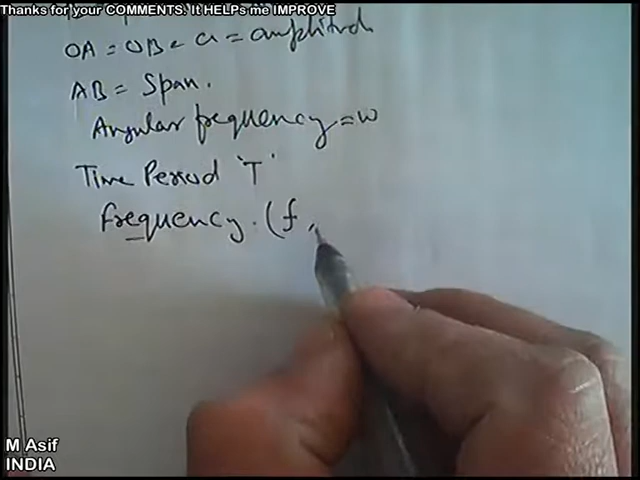 Thanks for your COMMENTS. It HELPs me IMPROVE
OA = OB = a = amplitude
AB = Span.
Angular frequency = w
Time Period 'T'
frequency. (f,
M Asif
INDIA